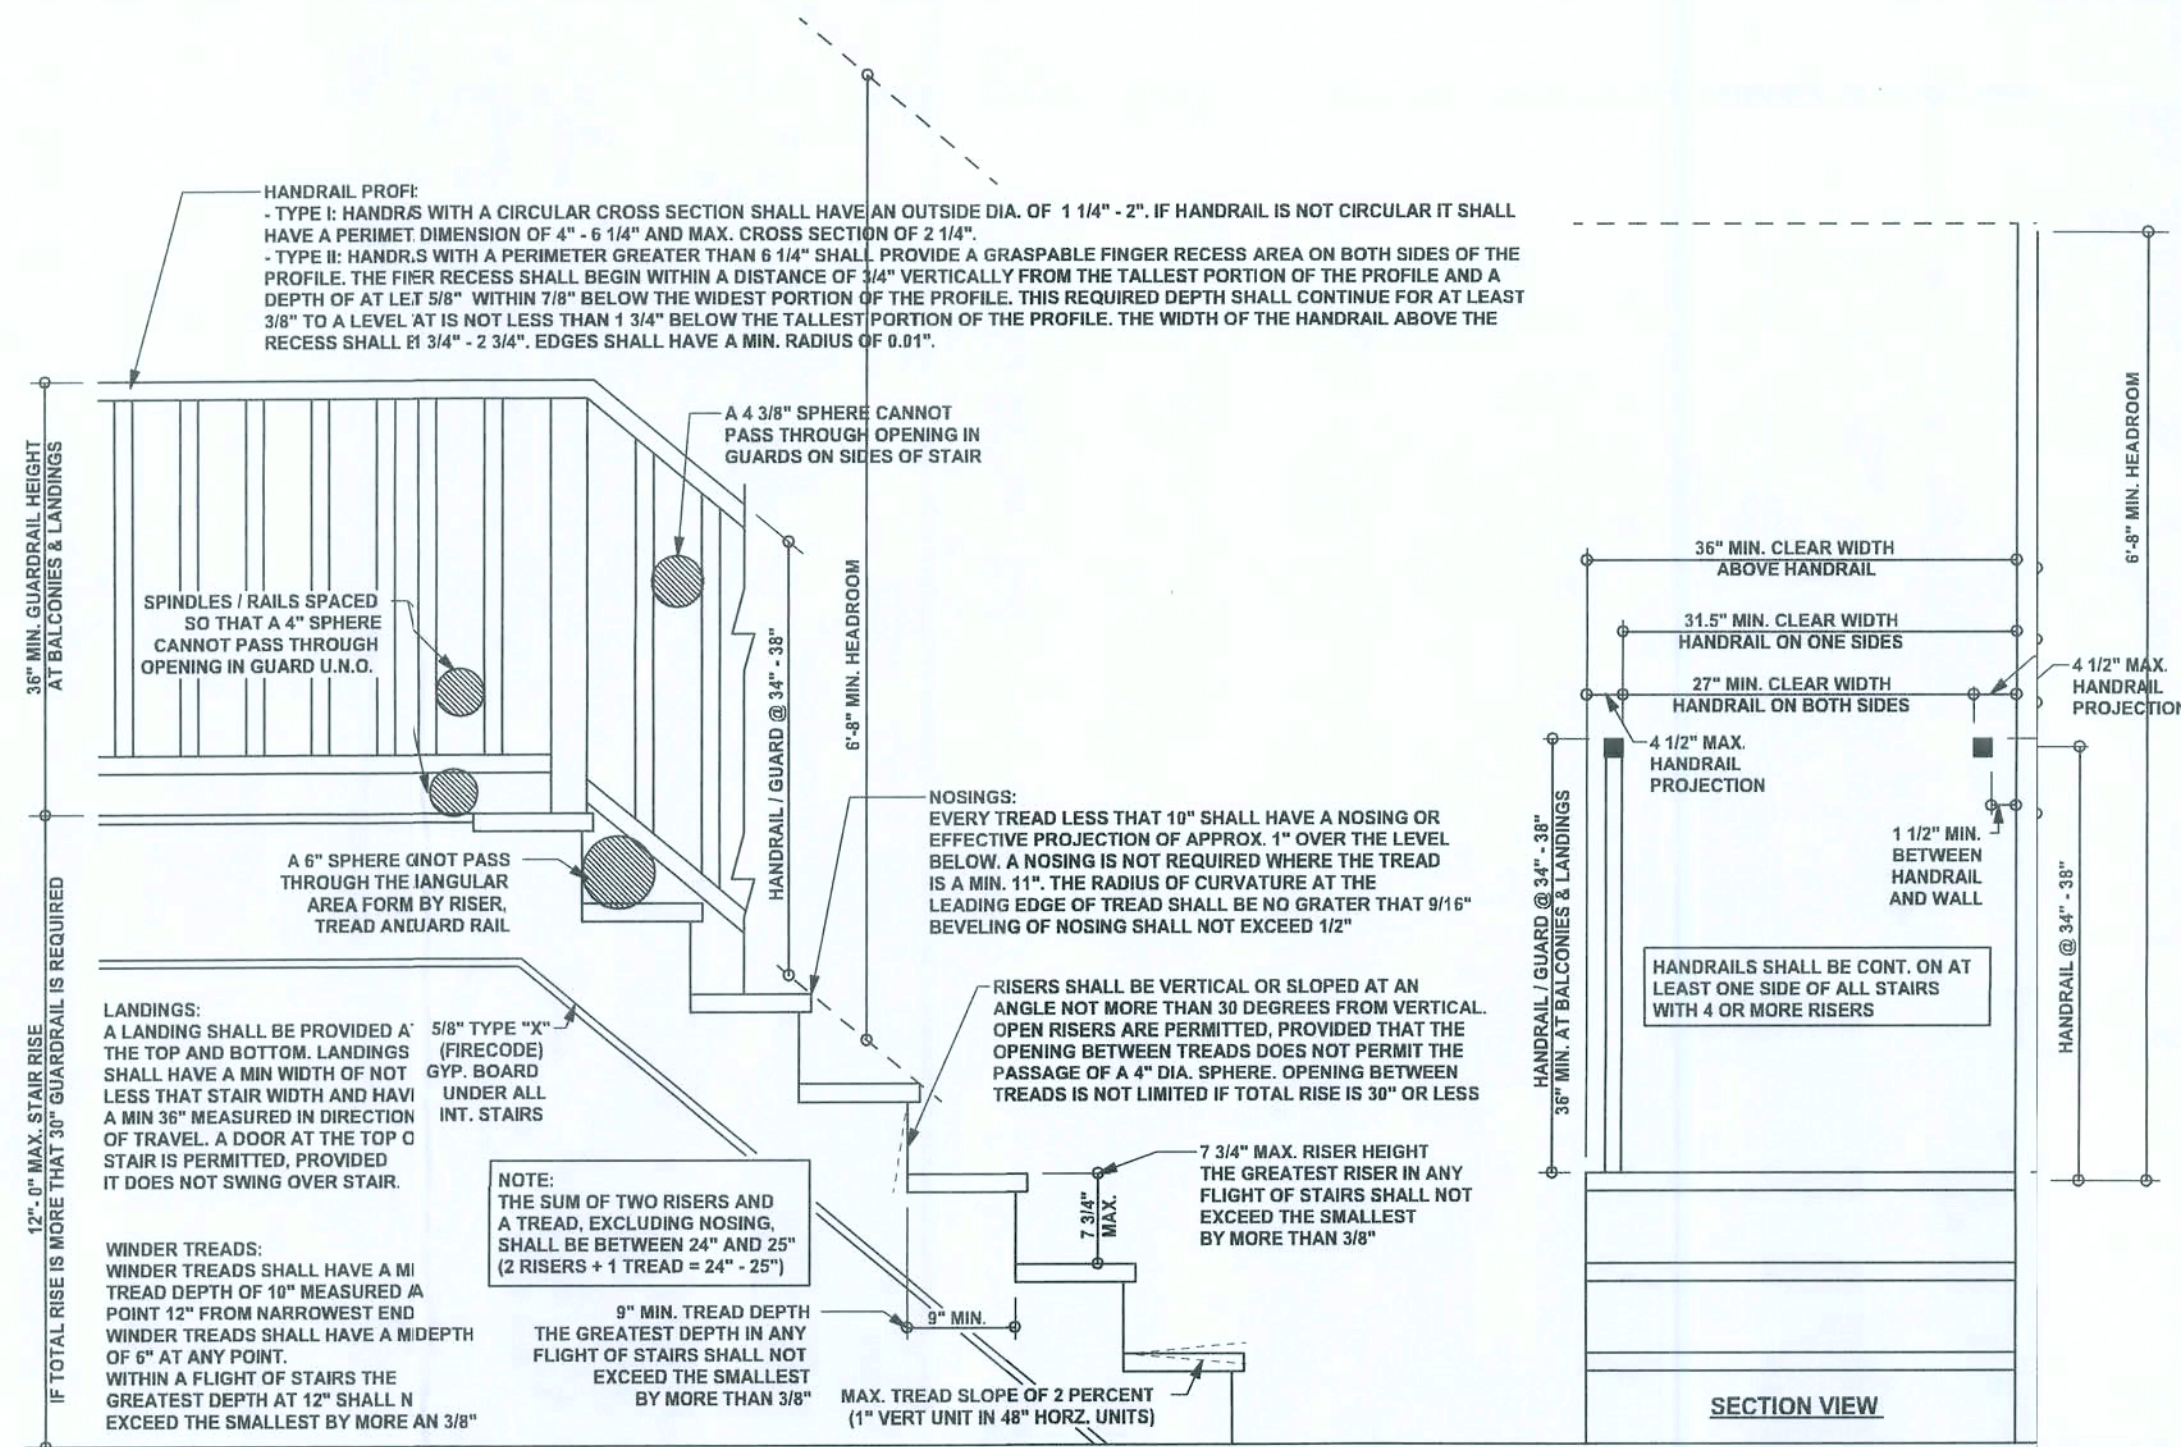 HANDRAIL PROFI:
- TYPE I: HANDRAS WITH A CIRCULAR CROSS SECTION SHALL HAVE AN OUTSIDE DIA. OF 1 1/4" - 2". IF HANDRAIL IS NOT CIRCULAR IT SHALL
HAVE A PERIMET DIMENSION OF 4" - 6 1/4" AND MAX. CROSS SECTION OF 2 1/4".
- TYPE II: HANDRS WITH A PERIMETER GREATER THAN 6 1/4" SHALL PROVIDE A GRASPABLE FINGER RECESS AREA ON BOTH SIDES OF THE
PROFILE. THE FIER RECESS SHALL BEGIN WITHIN A DISTANCE OF 3/4" VERTICALLY FROM THE TALLEST PORTION OF THE PROFILE AND A
DEPTH OF AT LET 5/8" WITHIN 7/8" BELOW THE WIDEST PORTION OF THE PROFILE. THIS REQUIRED DEPTH SHALL CONTINUE FOR AT LEAST
3/8" TO A LEVEL AT IS NOT LESS THAN 1 3/4" BELOW THE TALLEST PORTION OF THE PROFILE. THE WIDTH OF THE HANDRAIL ABOVE THE
RECESS SHALL E 1 3/4" - 2 3/4". EDGES SHALL HAVE A MIN. RADIUS OF 0.01".
36" MIN. GUARDRAIL HEIGHT
AT BALCONIES & LANDINGS
A 4 3/8" SPHERE CANNOT
PASS THROUGH OPENING IN
GUARDS ON SIDES OF STAIR
SPINDLES / RAILS SPACED
SO THAT A 4" SPHERE
CANNOT PASS THROUGH
OPENING IN GUARD U.N.O.
HANDRAIL / GUARD @ 34" - 38"
6'-8" MIN. HEADROOM
A 6" SPHERE CNNOT PASS
THROUGH THE IANGULAR
AREA FORM BY RISER,
TREAD ANDUARD RAIL
NOSINGS:
EVERY TREAD LESS THAT 10" SHALL HAVE A NOSING OR
EFFECTIVE PROJECTION OF APPROX. 1" OVER THE LEVEL
BELOW. A NOSING IS NOT REQUIRED WHERE THE TREAD
IS A MIN. 11". THE RADIUS OF CURVATURE AT THE
LEADING EDGE OF TREAD SHALL BE NO GRATER THAT 9/16"
BEVELING OF NOSING SHALL NOT EXCEED 1/2"
RISERS SHALL BE VERTICAL OR SLOPED AT AN
ANGLE NOT MORE THAN 30 DEGREES FROM VERTICAL.
OPEN RISERS ARE PERMITTED, PROVIDED THAT THE
OPENING BETWEEN TREADS DOES NOT PERMIT THE
PASSAGE OF A 4" DIA. SPHERE. OPENING BETWEEN
TREADS IS NOT LIMITED IF TOTAL RISE IS 30" OR LESS
12"- 0" MAX. STAIR RISE
IF TOTAL RISE IS MORE THAT 30" GUARDRAIL IS REQUIRED
LANDINGS:
A LANDING SHALL BE PROVIDED AT
THE TOP AND BOTTOM. LANDINGS
SHALL HAVE A MIN WIDTH OF NOT
LESS THAT STAIR WIDTH AND HAVI
A MIN 36" MEASURED IN DIRECTION
OF TRAVEL. A DOOR AT THE TOP O
STAIR IS PERMITTED, PROVIDED
IT DOES NOT SWING OVER STAIR.
5/8" TYPE "X"
(FIRECODE)
GYP. BOARD
UNDER ALL
INT. STAIRS
WINDER TREADS:
WINDER TREADS SHALL HAVE A MI
TREAD DEPTH OF 10" MEASURED A
POINT 12" FROM NARROWEST END
WINDER TREADS SHALL HAVE A MIDEPTH
OF 6" AT ANY POINT.
WITHIN A FLIGHT OF STAIRS THE
GREATEST DEPTH AT 12" SHALL N
EXCEED THE SMALLEST BY MORE AN 3/8"
NOTE:
THE SUM OF TWO RISERS AND
A TREAD, EXCLUDING NOSING,
SHALL BE BETWEEN 24" AND 25"
(2 RISERS + 1 TREAD = 24" - 25")
9" MIN. TREAD DEPTH
THE GREATEST DEPTH IN ANY
FLIGHT OF STAIRS SHALL NOT
EXCEED THE SMALLEST
BY MORE THAN 3/8"
9" MIN.
7 3/4"
MAX.
7 3/4" MAX. RISER HEIGHT
THE GREATEST RISER IN ANY
FLIGHT OF STAIRS SHALL NOT
EXCEED THE SMALLEST
BY MORE THAN 3/8"
MAX. TREAD SLOPE OF 2 PERCENT
(1" VERT UNIT IN 48" HORZ. UNITS)
36" MIN. CLEAR WIDTH
ABOVE HANDRAIL
31.5" MIN. CLEAR WIDTH
HANDRAIL ON ONE SIDES
27" MIN. CLEAR WIDTH
HANDRAIL ON BOTH SIDES
4 1/2" MAX.
HANDRAIL
PROJECTION
4 1/2" MAX.
HANDRAIL
PROJECTION
6'-8" MIN. HEADROOM
1 1/2" MIN.
BETWEEN
HANDRAIL
AND WALL
HANDRAIL / GUARD @ 34" - 38"
36" MIN. AT BALCONIES & LANDINGS
HANDRAIL @ 34" - 38"
HANDRAILS SHALL BE CONT. ON AT
LEAST ONE SIDE OF ALL STAIRS
WITH 4 OR MORE RISERS
SECTION VIEW